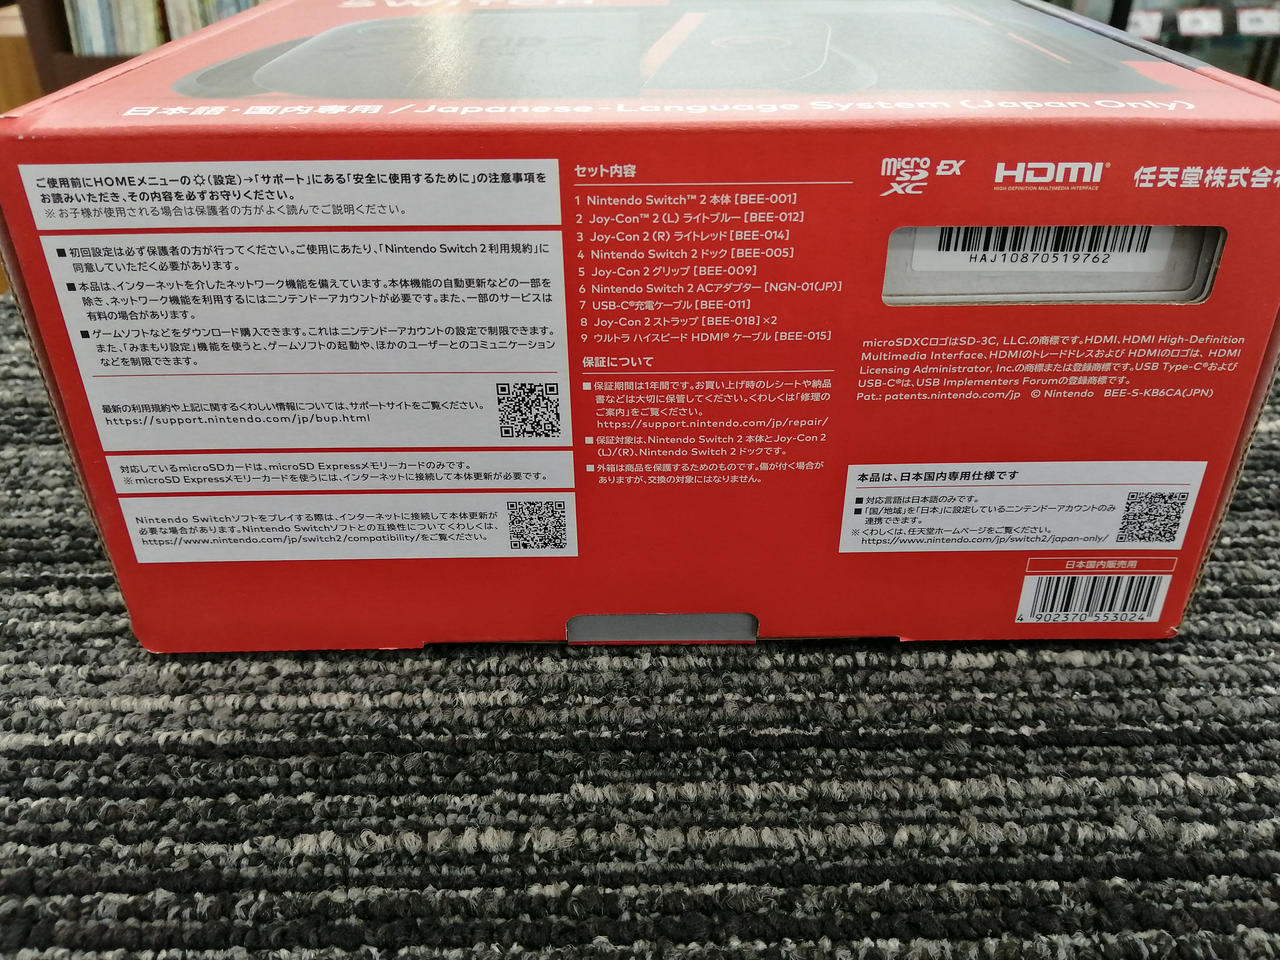 SWITCH
日本語・国内専用 / Japanese-Language System (Japan Only)
ご使用前にHOMEメニューの(設定)→「サポート」にある「安全に使用するために」の注意事項を
お読みいただき、その内容を必ずお守りください。
※お子様が使用される場合は保護者の方がよく読んでご説明ください。
■初回設定は必ず保護者の方が行ってください。ご使用にあたり、「Nintendo Switch 2 利用規約」に
同意していただく必要があります。
■本品は、インターネットを介したネットワーク機能を備えています。本体機能の自動更新などの一部を
除き、ネットワーク機能を利用するにはニンテンドーアカウントが必要です。また、一部のサービスは
有料の場合があります。
■ゲームソフトなどをダウンロード購入できます。これはニンテンドーアカウントの設定で制限できます。
また、「みまもり設定」機能を使うと、ゲームソフトの起動や、ほかのユーザーとのコミュニケーション
などを制限できます。
最新の利用規約や上記に関するくわしい情報については、サポートサイトをご覧ください。
https://support.nintendo.com/jp/bup.html
対応しているmicroSDカードは、microSD Expressメモリーカードのみです。
※microSD Expressメモリーカードを使うには、インターネットに接続して本体更新が必要です。
Nintendo Switchソフトをプレイする際は、インターネットに接続して本体更新が
必要な場合があります。Nintendo Switchソフトとの互換性についてくわしくは、
https://www.nintendo.com/jp/switch2/compatibility/をご覧ください。
セット内容
1 Nintendo Switch™ 2 本体 [BEE-001]
2 Joy-Con™ 2 (L) ライトブルー [BEE-012]
3 Joy-Con 2 (R) ライトレッド [BEE-014]
4 Nintendo Switch 2 ドック [BEE-005]
5 Joy-Con 2 グリップ [BEE-009]
6 Nintendo Switch 2 ACアダプター [NGN-01(JP)]
7 USB-C®充電ケーブル [BEE-011]
8 Joy-Con 2 ストラップ [BEE-018]×2
9 ウルトラ ハイスピード HDMI® ケーブル [BEE-015]
保証について
■保証期間は1年間です。お買い上げ時のレシートや納品
書などは大切に保管してください。くわしくは「修理の
ご案内」をご覧ください。
https://support.nintendo.com/jp/repair/
■保証対象は、Nintendo Switch 2 本体とJoy-Con 2
(L)/(R)、Nintendo Switch 2 ドックです。
■外箱は商品を保護するためのものです。傷が付く場合が
ありますが、交換の対象にはなりません。
micro SD XC EX
HDMI®
HIGH-DEFINITION MULTIMEDIA INTERFACE
任天堂株式会社
HAJ10870519762
microSDXCロゴはSD-3C, LLC.の商標です。HDMI、HDMI High-Definition
Multimedia Interface、HDMIのトレードドレスおよび HDMIのロゴは、HDMI
Licensing Administrator, Inc.の商標または登録商標です。USB Type-C®および
USB-C®は、USB Implementers Forumの登録商標です。
Pat.: patents.nintendo.com/jp © Nintendo BEE-S-KB6CA(JPN)
本品は、日本国内専用仕様です
■対応言語は日本語のみです。
■「国/地域」を「日本」に設定しているニンテンドーアカウントのみ
連携できます。
※くわしくは、任天堂ホームページをご覧ください。
https://www.nintendo.com/jp/switch2/japan-only/
日本国内販売用
4 902370 553024